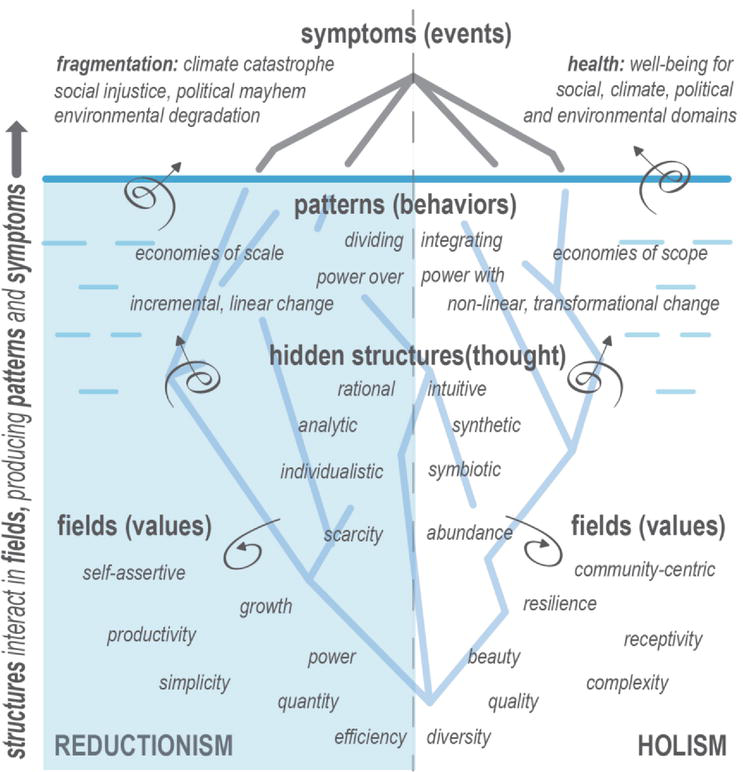 symptoms (events)
fragmentation: climate catastrophe
social injustice, political mayhem
environmental degradation
health: well-being for
social, climate, political
and environmental domains
structures interact in fields, producing patterns and symptoms
patterns (behaviors)
dividing integrating
economies of scale economies of scope
power over power with
incremental, linear change non-linear, transformational change
hidden structures(thought)
rational intuitive
analytic synthetic
individualistic symbiotic
scarcity abundance
fields (values) fields (values)
self-assertive community-centric
growth resilience
productivity receptivity
power beauty
simplicity complexity
quantity quality
efficiency diversity
REDUCTIONISM HOLISM